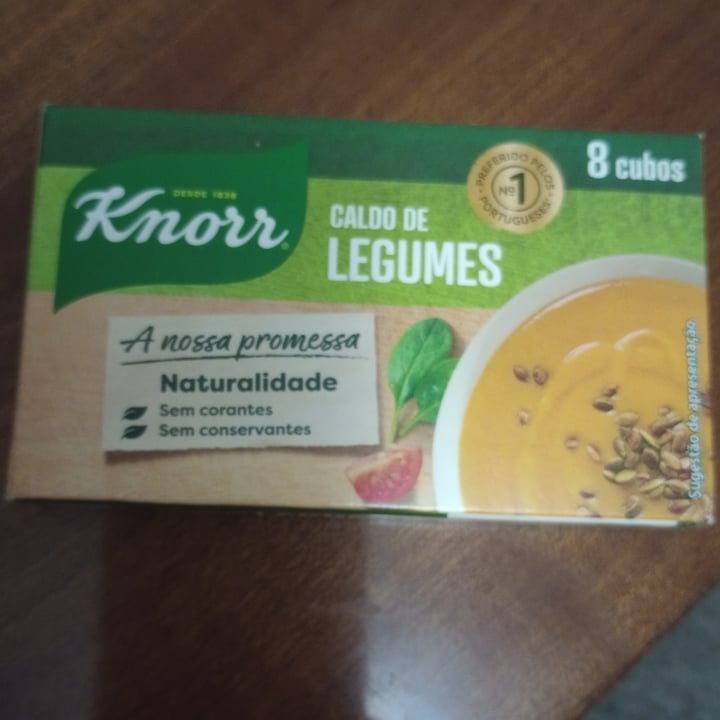 DESDE 1838
Knorr
CALDO DE
LEGUMES
PREFERIDO PELOS
Nº1
PORTUGUESES
8 cubos
A nossa promessa
Naturalidade
Sem corantes
Sem conservantes
Sugestão de apresentação